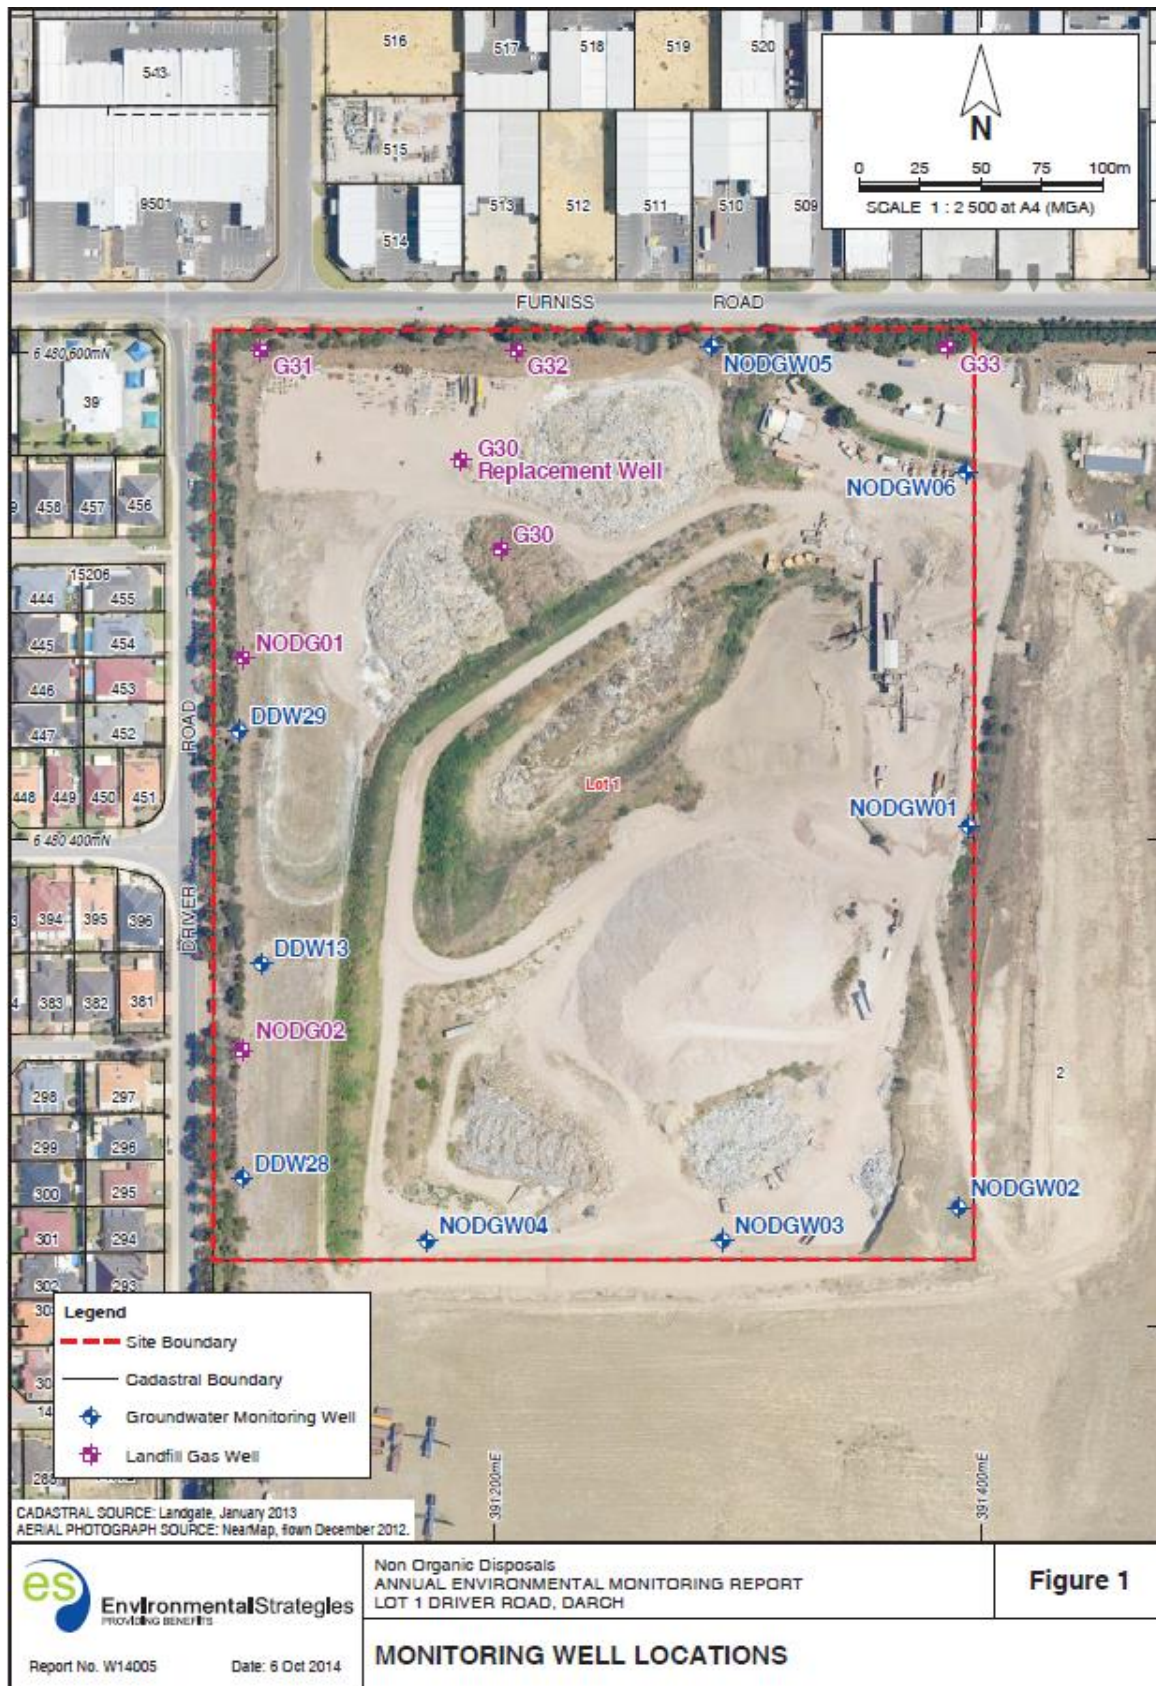 516
517
518
519
520
543
515
9501
514
513
512
511
510
509
N
0 25 50 75 100m
SCALE 1 : 2 500 at A4 (MGA)
FURNISS ROAD
6 480 600mN
G31
G32
NODGW05
G33
39
G30
Replacement Well
NODGW06
458
457
456
G30
15206
444
455
445
454
446
453
447
452
NODG01
DDW29
DRIVER ROAD
Lot 1
448
449
450
451
NODGW01
6 480 400mN
394
395
396
DDW13
383
382
381
NODG02
2
298
297
299
296
300
295
301
294
302
293
DDW28
NODGW02
NODGW04
NODGW03
Legend
Site Boundary
Cadastral Boundary
Groundwater Monitoring Well
Landfill Gas Well
391 200mE
391 400mE
CADASTRAL SOURCE: Landgate, January 2013
AERIAL PHOTOGRAPH SOURCE: NearMap, flown December 2012.
es
EnvironmentalStrategies
PROVIDING BENEFITS
Report No. W14005 Date: 6 Oct 2014
Non Organic Disposals
ANNUAL ENVIRONMENTAL MONITORING REPORT
LOT 1 DRIVER ROAD, DARCH
MONITORING WELL LOCATIONS
Figure 1